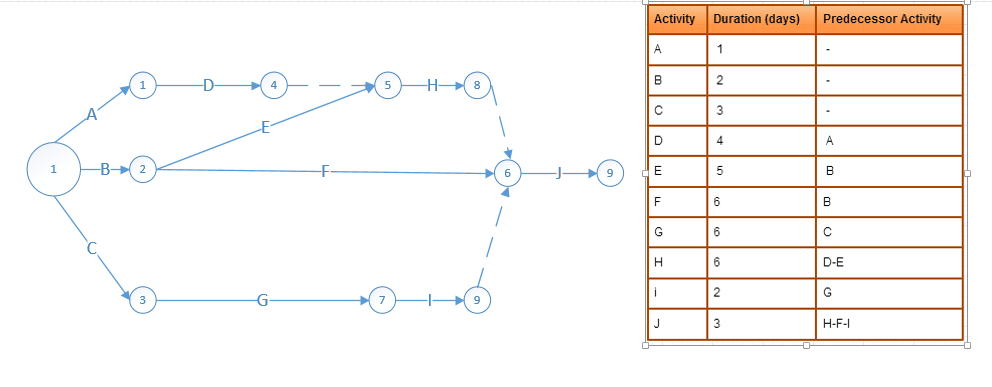 1 D 4 5 H 8
A
E
1 B 2 F 6 J 9
C
3 G 7 I 9
Activity Duration (days) Predecessor Activity
A 1 -
B 2 -
C 3 -
D 4 A
E 5 B
F 6 B
G 6 C
H 6 D-E
i 2 G
J 3 H-F-I